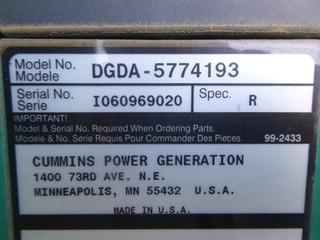 Model No.
Modele
DGDA-5774193
Serial No.
Serie
I060969020
Spec.
R
IMPORTANT!
Model & Serial No. Required When Ordering Parts.
Modele & No. Serie Requis Pour Commander Des Pieces.
99-2433
CUMMINS POWER GENERATION
1400 73RD AVE. N.E.
MINNEAPOLIS, MN 55432 U.S.A.
MADE IN U.S.A.